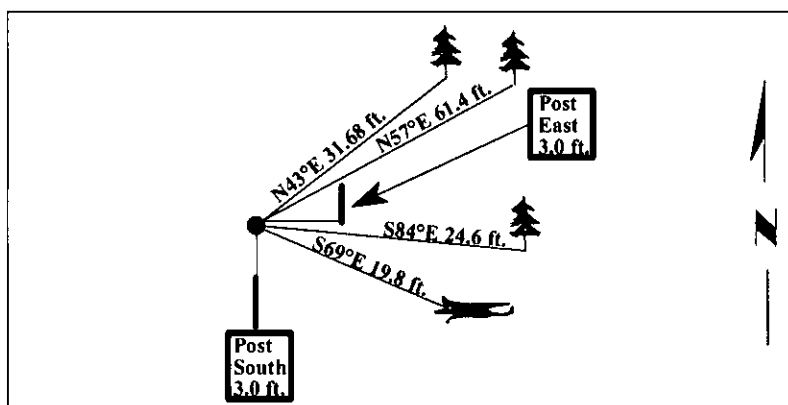 N43°E 31.68 ft.
N57°E 61.4 ft.
Post
East
3.0 ft.
S84°E 24.6 ft.
S69°E 19.8 ft.
Post
South
3.0 ft.
N